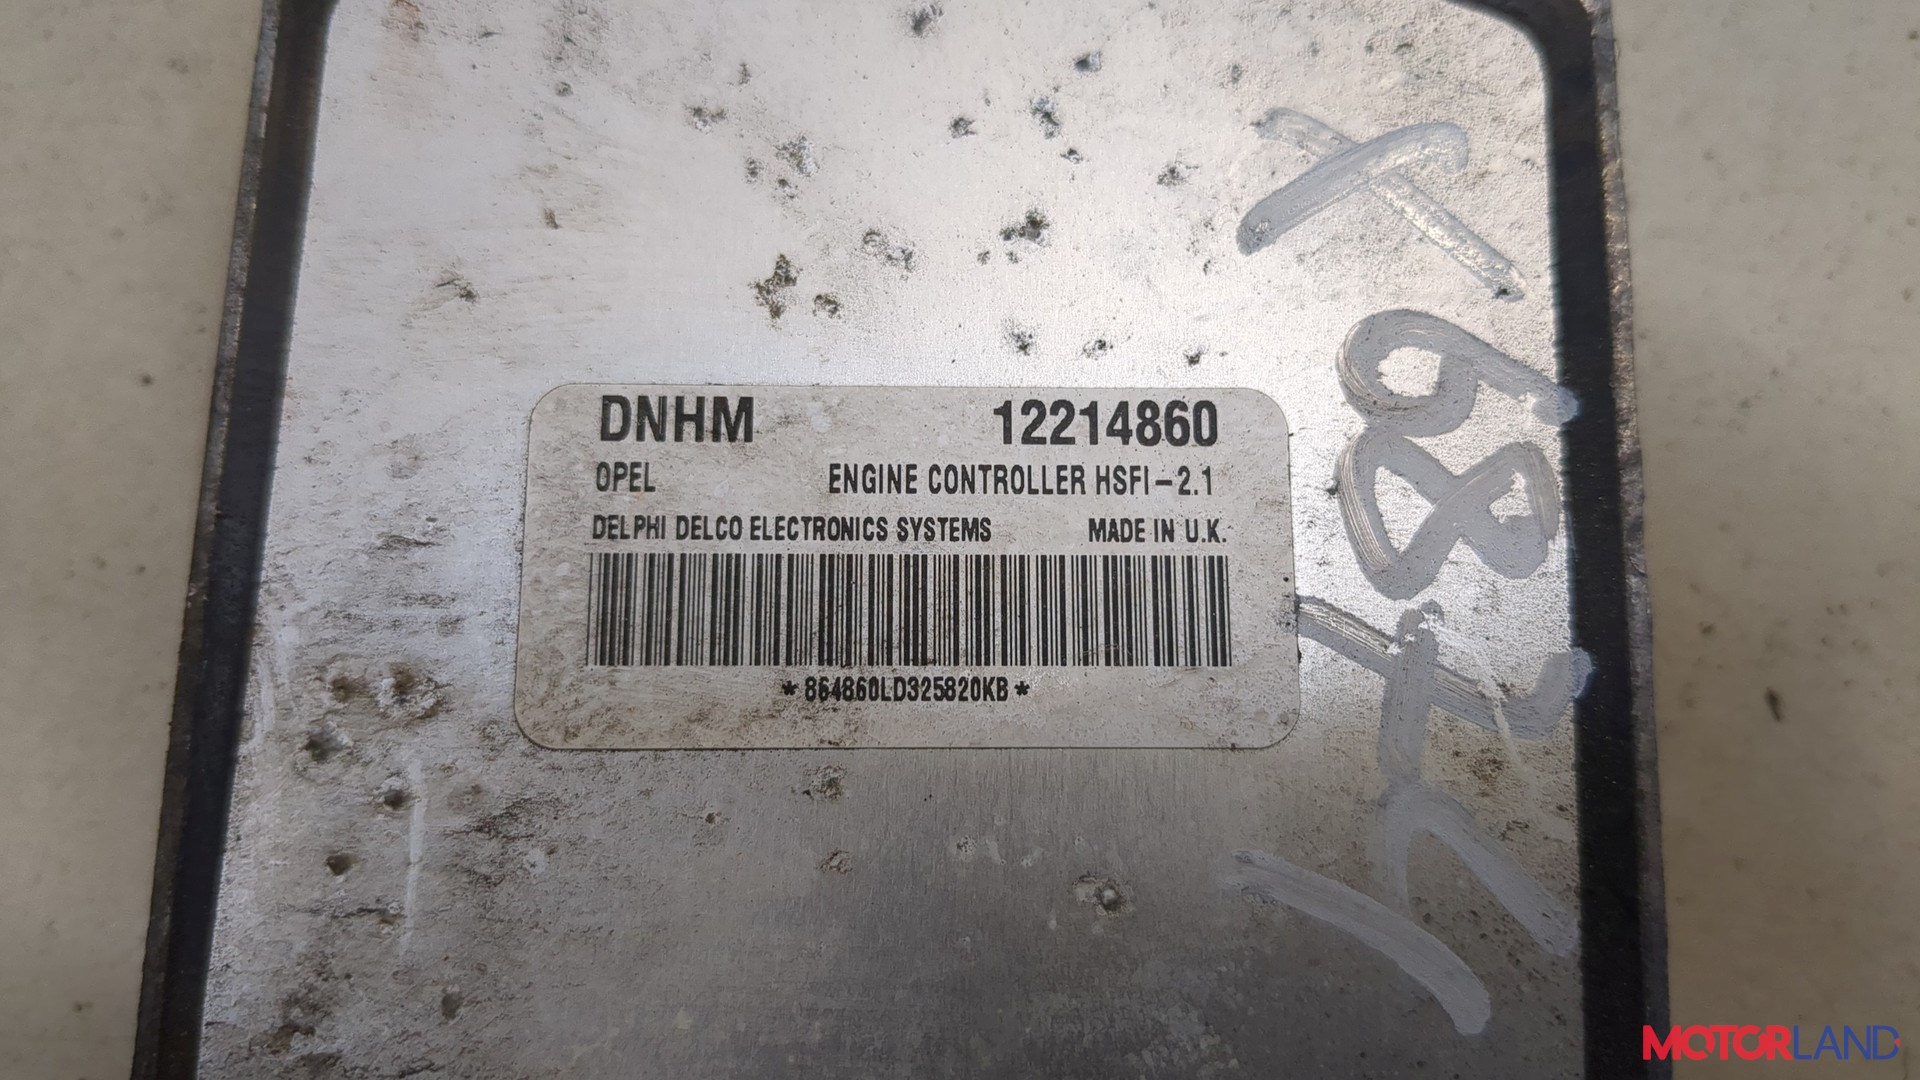 DNHM 12214860
OPEL ENGINE CONTROLLER HSFI-2.1
DELPHI DELCO ELECTRONICS SYSTEMS MADE IN U.K.
*864860LD325820KB*
MOTORLAND